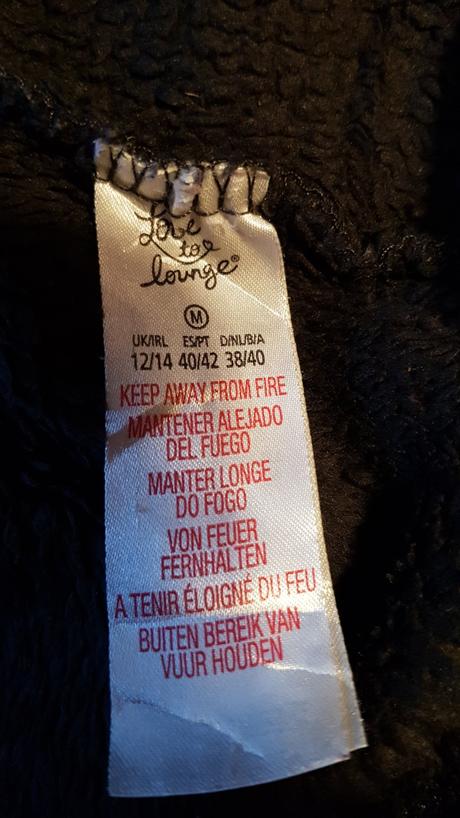 Love
to
lounge®
M
UK/IRL ES/PT D/NL/B/A
12/14 40/42 38/40
KEEP AWAY FROM FIRE
MANTENER ALEJADO
DEL FUEGO
MANTER LONGE
DO FOGO
VON FEUER
FERNHALTEN
A TENIR ÉLOIGNÉ DU FEU
BUITEN BEREIK VAN
VUUR HOUDEN